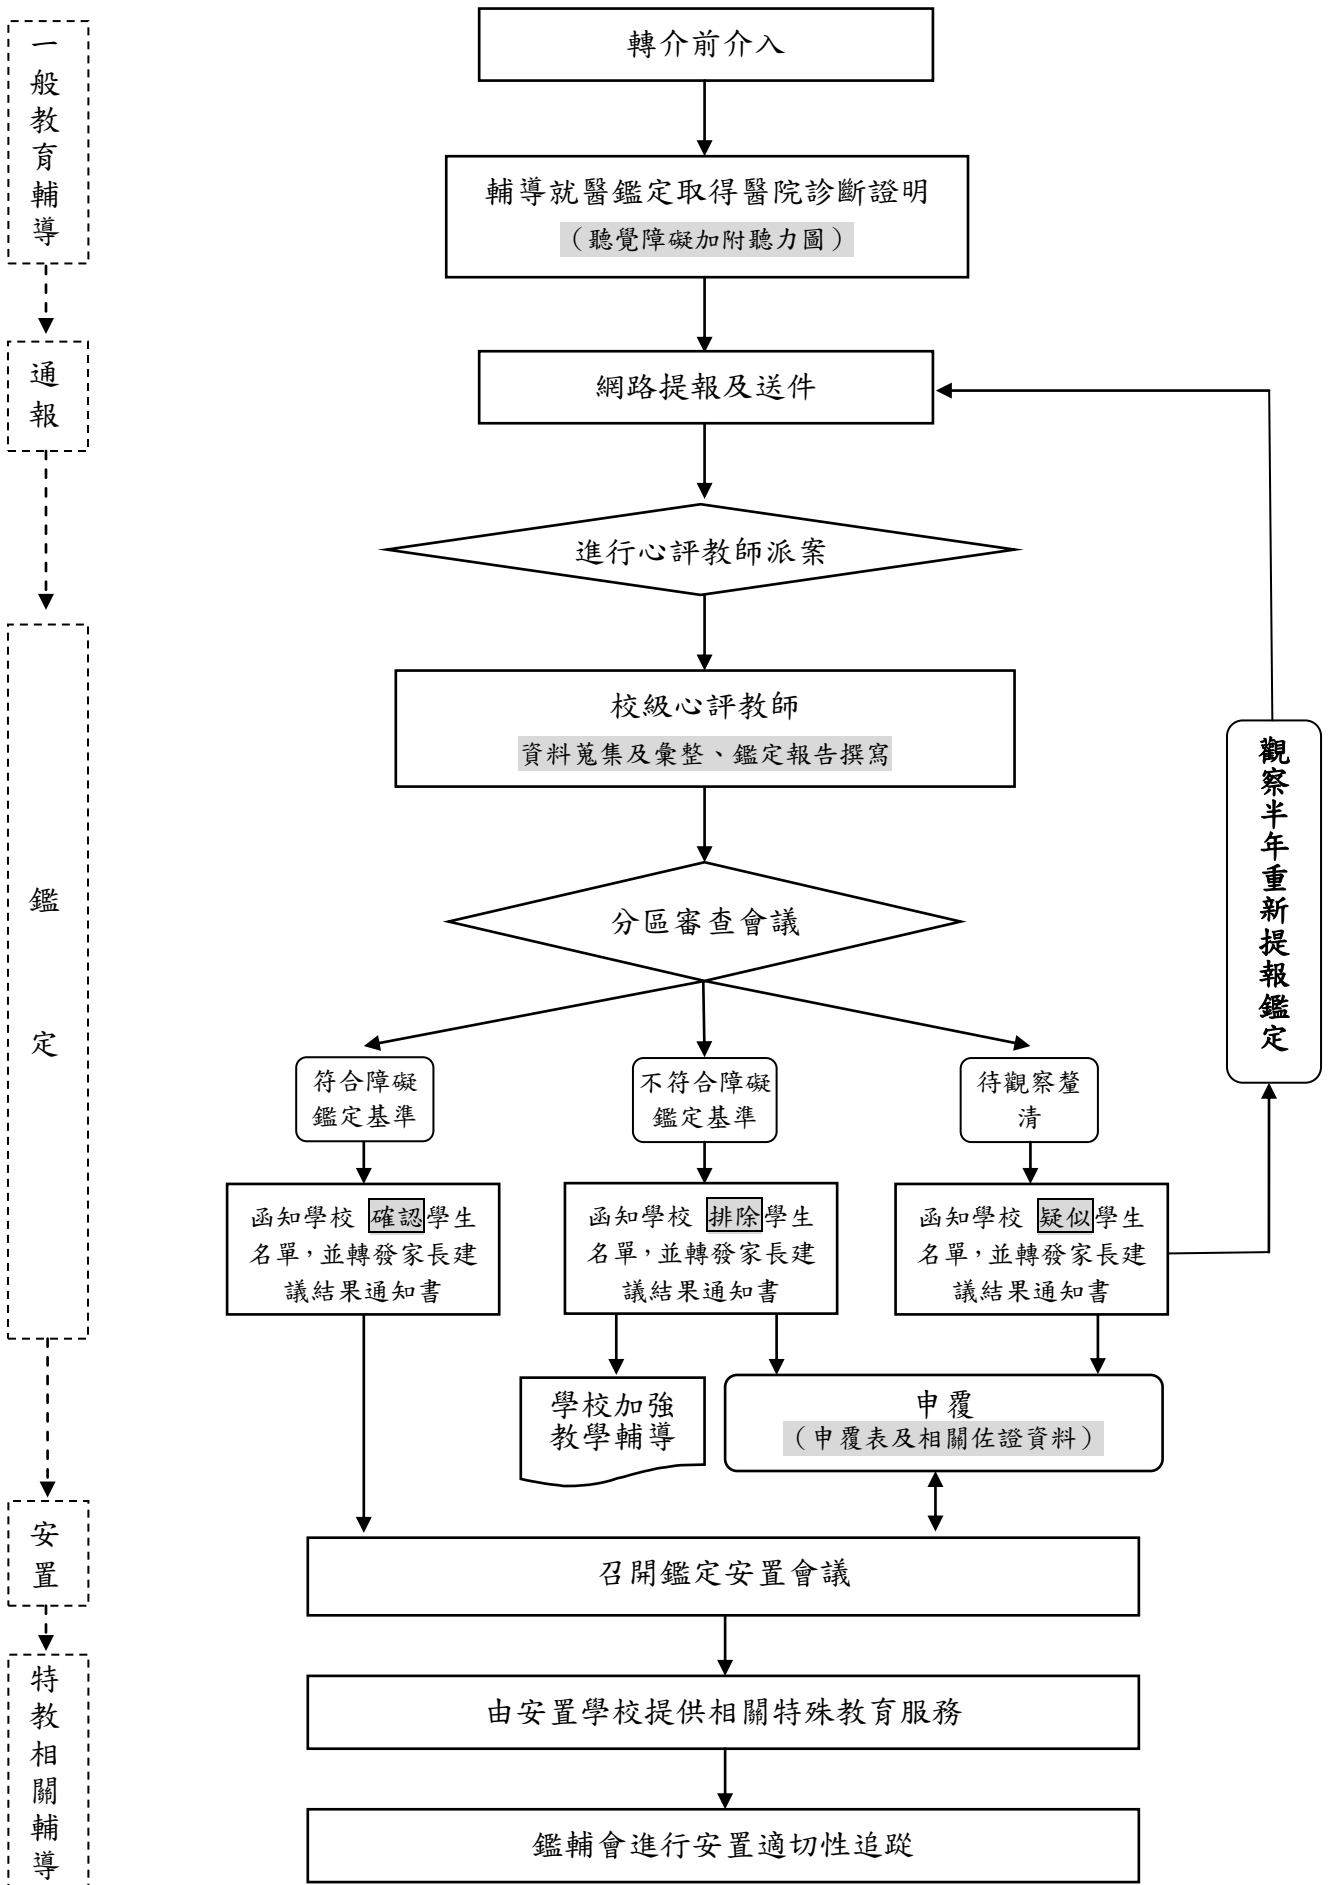 一般教育輔導
通報
鑑定
安置
特教相關輔導
轉介前介入
輔導就醫鑑定取得醫院診斷證明
（聽覺障礙加附聽力圖）
網路提報及送件
進行心評教師派案
校級心評教師
資料蒐集及彙整、鑑定報告撰寫
分區審查會議
符合障礙
鑑定基準
不符合障礙
鑑定基準
待觀察釐
清
函知學校 確認學生
名單，並轉發家長建
議結果通知書
函知學校 排除學生
名單，並轉發家長建
議結果通知書
函知學校 疑似學生
名單，並轉發家長建
議結果通知書
觀察半年重新提報鑑定
學校加強
教學輔導
申覆
（申覆表及相關佐證資料）
召開鑑定安置會議
由安置學校提供相關特殊教育服務
鑑輔會進行安置適切性追蹤